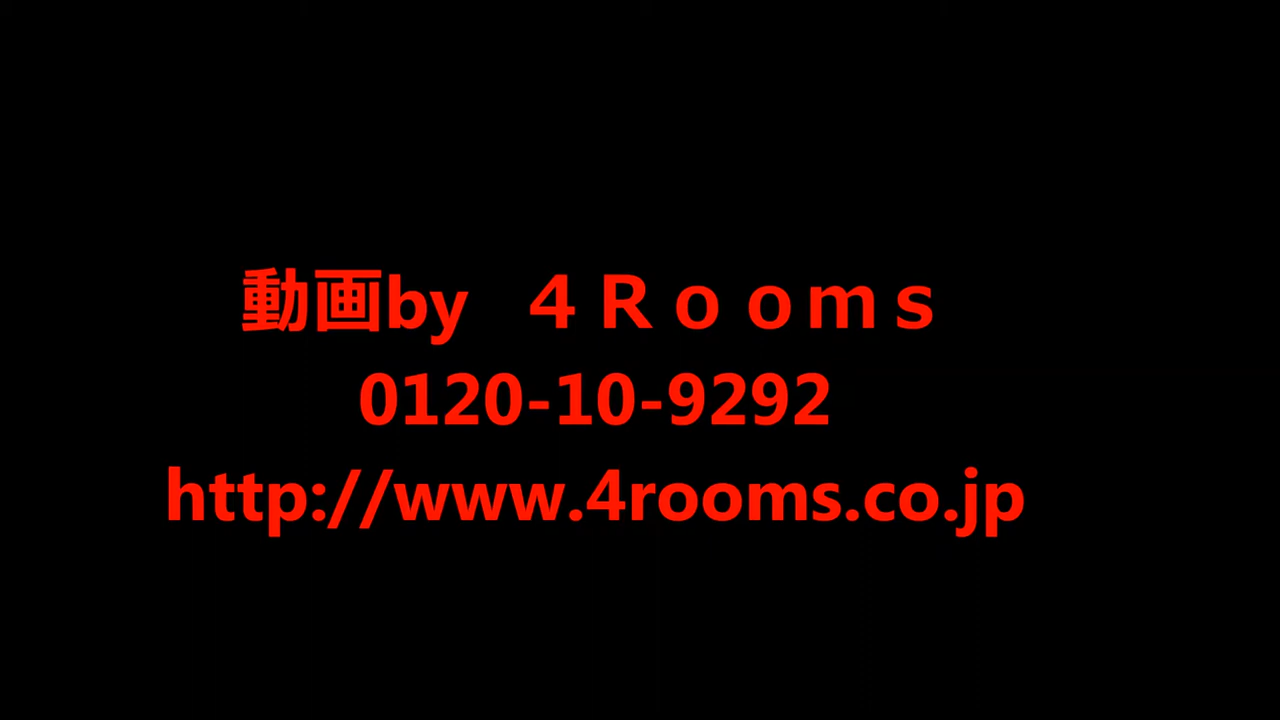 動画by　４Ｒｏｏｍｓ
0120-10-9292
http://www.4rooms.co.jp